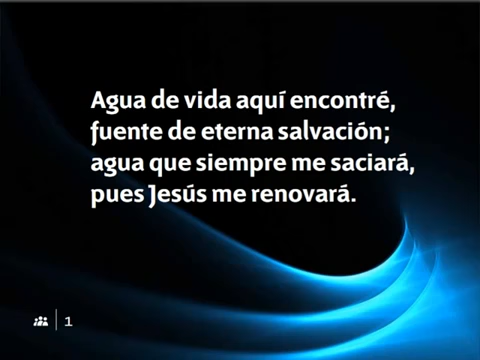 Agua de vida aquí encontré,
fuente de eterna salvación;
agua que siempre me saciará,
pues Jesús me renovará.
1